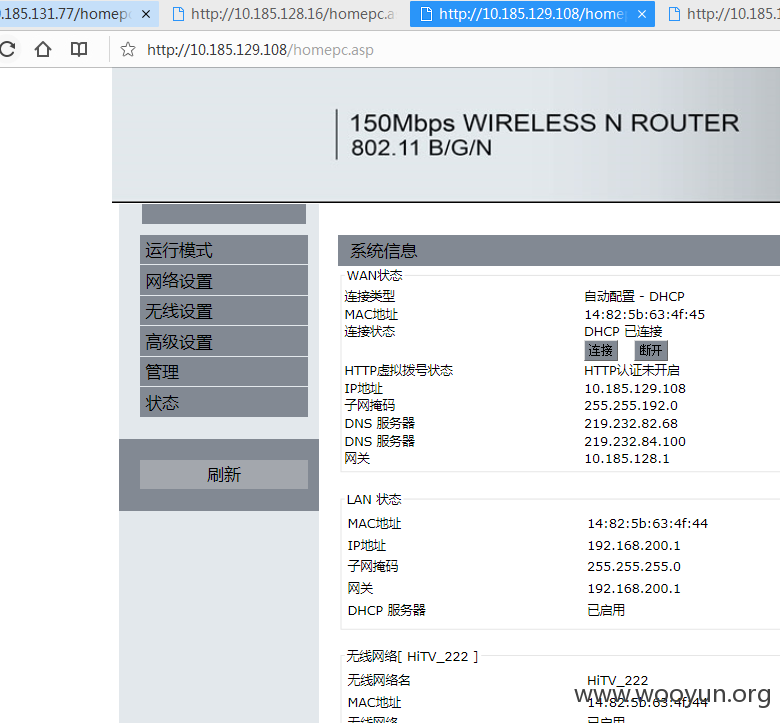 .185.131.77/homep
http://10.185.128.16/homepc.a
http://10.185.129.108/home
http://10.185.1
http://10.185.129.108/homepc.asp
150Mbps WIRELESS N ROUTER
802.11 B/G/N
运行模式
网络设置
无线设置
高级设置
管理
状态
刷新
系统信息
WAN状态
连接类型 自动配置 - DHCP
MAC地址 14:82:5b:63:4f:45
连接状态 DHCP 已连接
连接 断开
HTTP虚拟拨号状态 HTTP认证未开启
IP地址 10.185.129.108
子网掩码 255.255.192.0
DNS 服务器 219.232.82.68
DNS 服务器 219.232.84.100
网关 10.185.128.1
LAN 状态
MAC地址 14:82:5b:63:4f:44
IP地址 192.168.200.1
子网掩码 255.255.255.0
网关 192.168.200.1
DHCP 服务器 已启用
无线网络[ HiTV_222 ]
无线网络名 HiTV_222
MAC地址 14:82:5b:63:4f:44
无线网络 已启用
www.wooyun.org